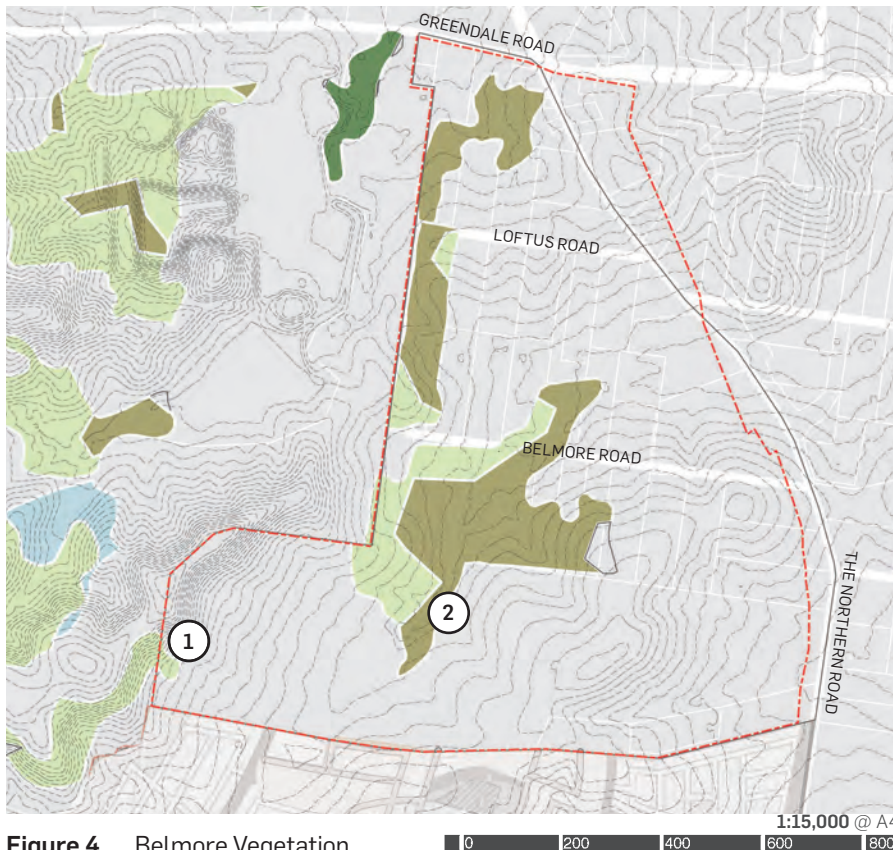 GREENDALE ROAD
LOFTUS ROAD
BELMORE ROAD
THE NORTHERN ROAD
1
2
1:15,000 @ A4
Figure 4 Belmore Vegetation
0 200 400 600 800